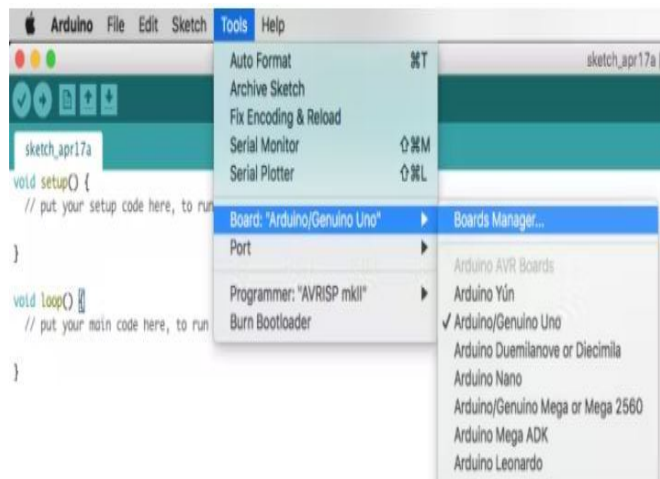 Arduino File Edit Sketch Tools Help
sketch_apr17a
Auto Format ⌘T
Archive Sketch
Fix Encoding & Reload
Serial Monitor ⇧⌘M
Serial Plotter ⇧⌘L
Board: "Arduino/Genuino Uno"
Port
Programmer: "AVRISP mkII"
Burn Bootloader
sketch_apr17a
void setup() {
// put your setup code here, to run
}
void loop() {
// put your main code here, to run
}
Boards Manager...
Arduino AVR Boards
Arduino Yún
✓ Arduino/Genuino Uno
Arduino Duemilanove or Diecimila
Arduino Nano
Arduino/Genuino Mega or Mega 2560
Arduino Mega ADK
Arduino Leonardo